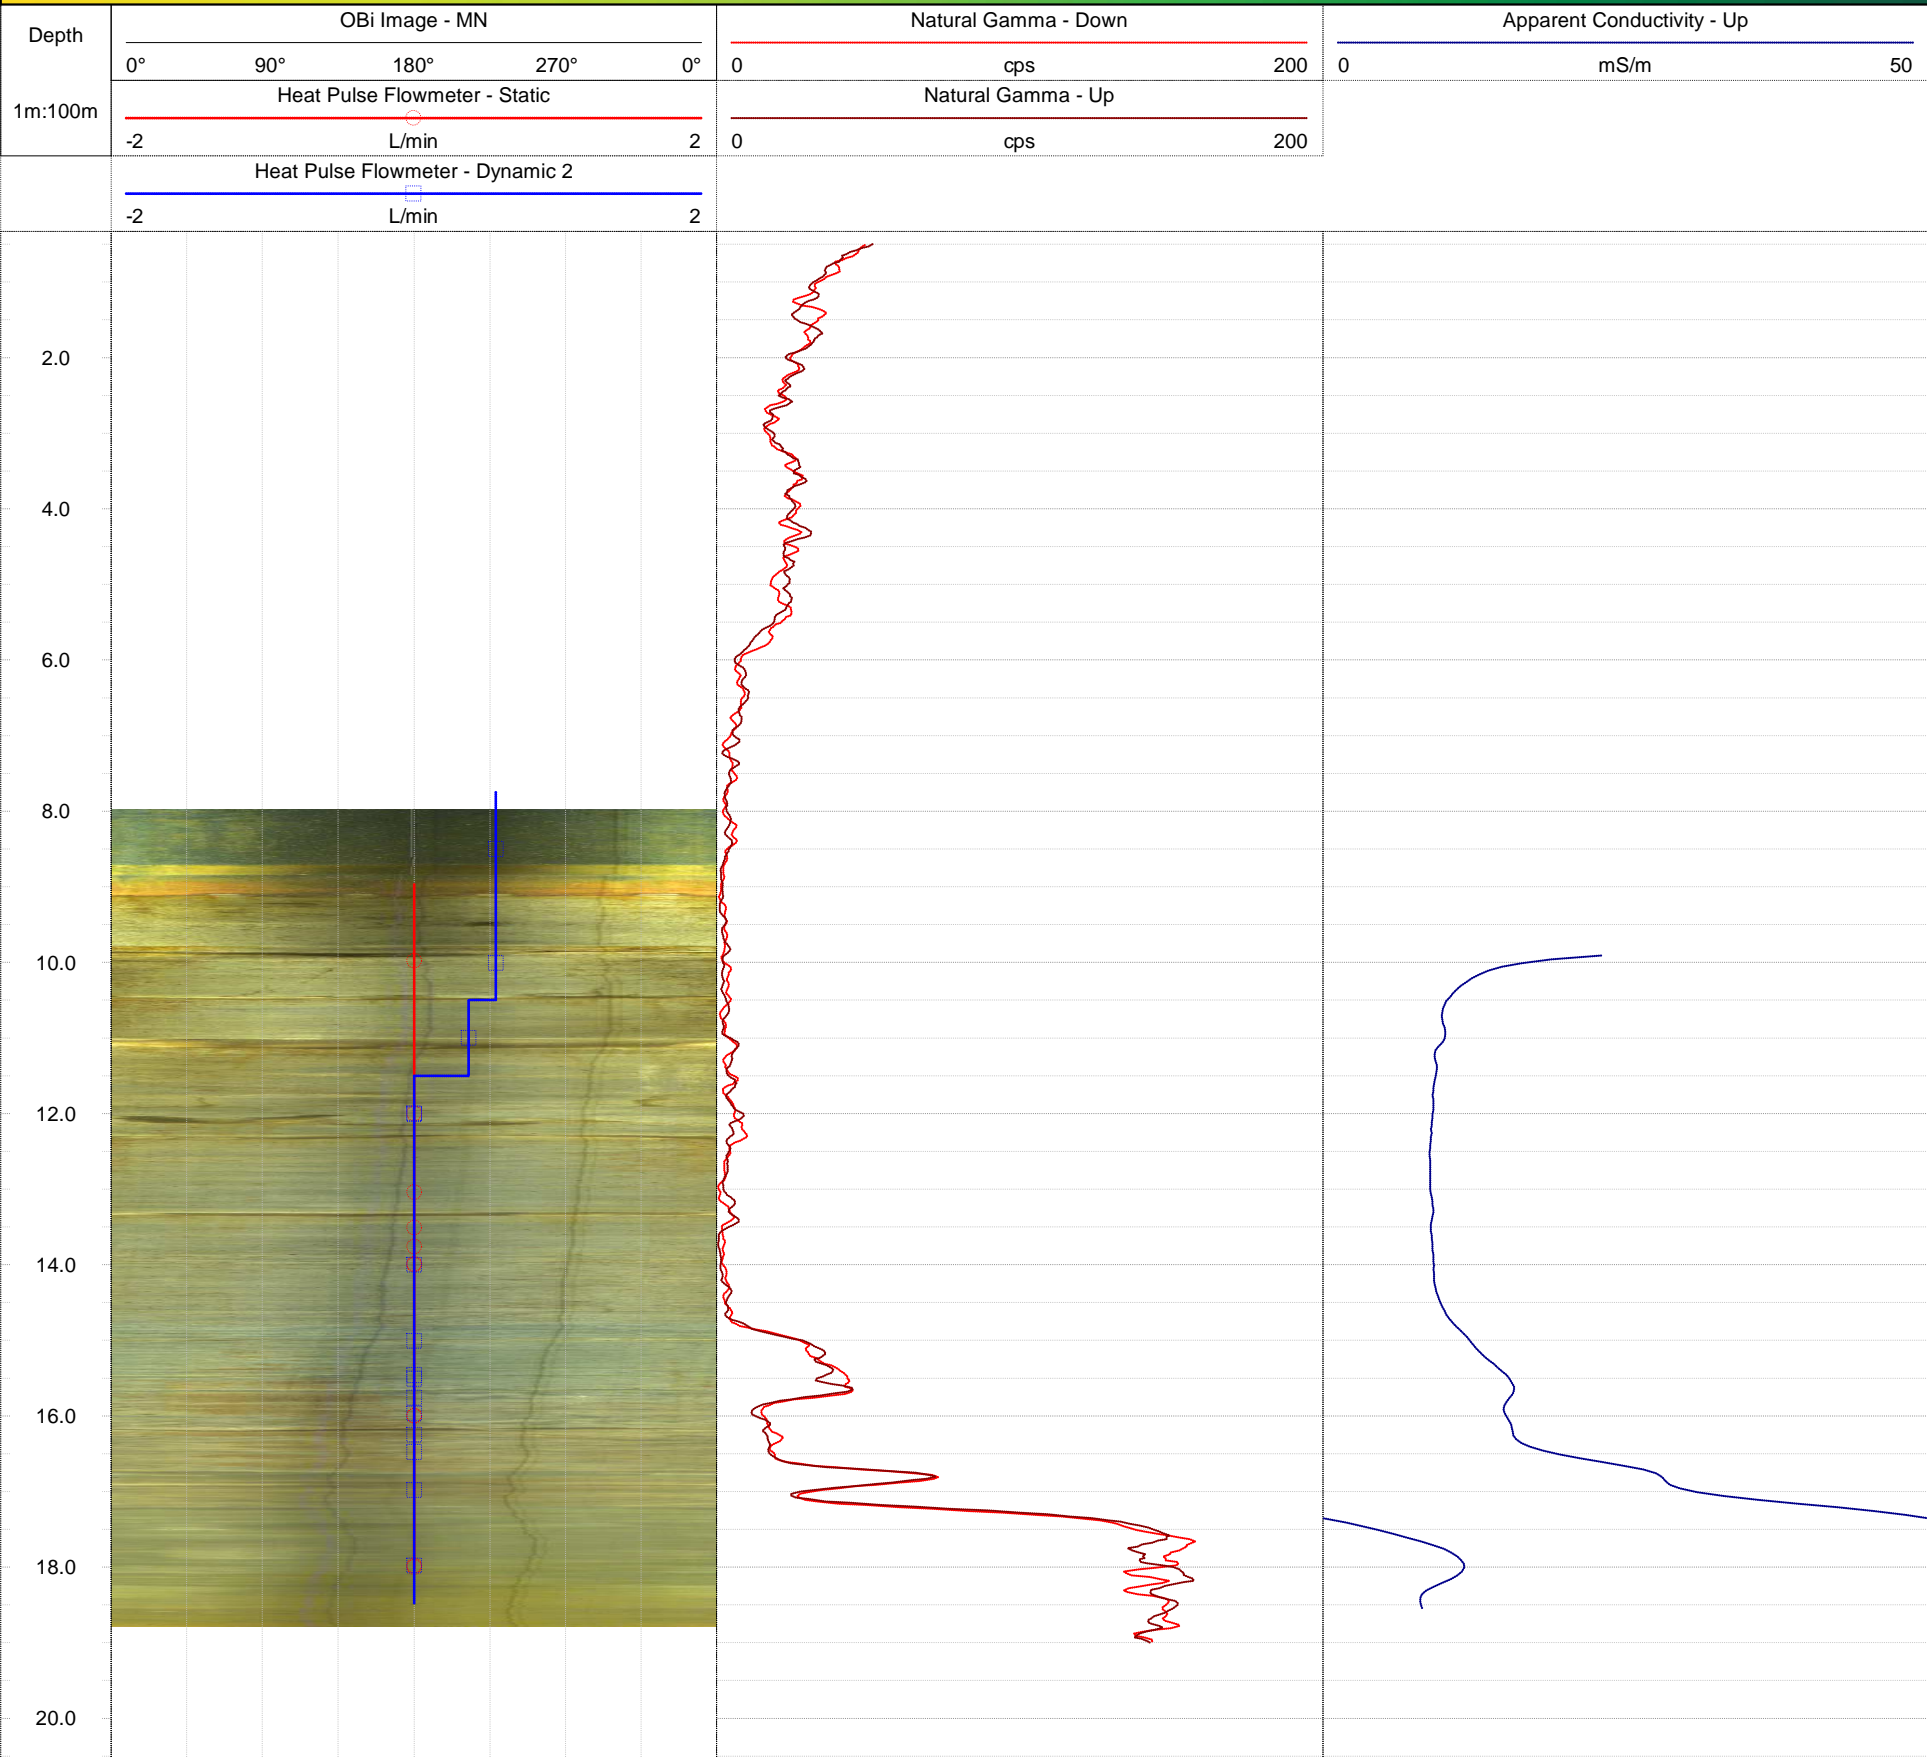 Depth
1m:100m
OBi Image - MN
0° 90° 180° 270° 0°
Heat Pulse Flowmeter - Static
-2 L/min 2
Heat Pulse Flowmeter - Dynamic 2
-2 L/min 2
Natural Gamma - Down
0 cps 200
Natural Gamma - Up
0 cps 200
Apparent Conductivity - Up
0 mS/m 50
2.0
4.0
6.0
8.0
10.0
12.0
14.0
16.0
18.0
20.0